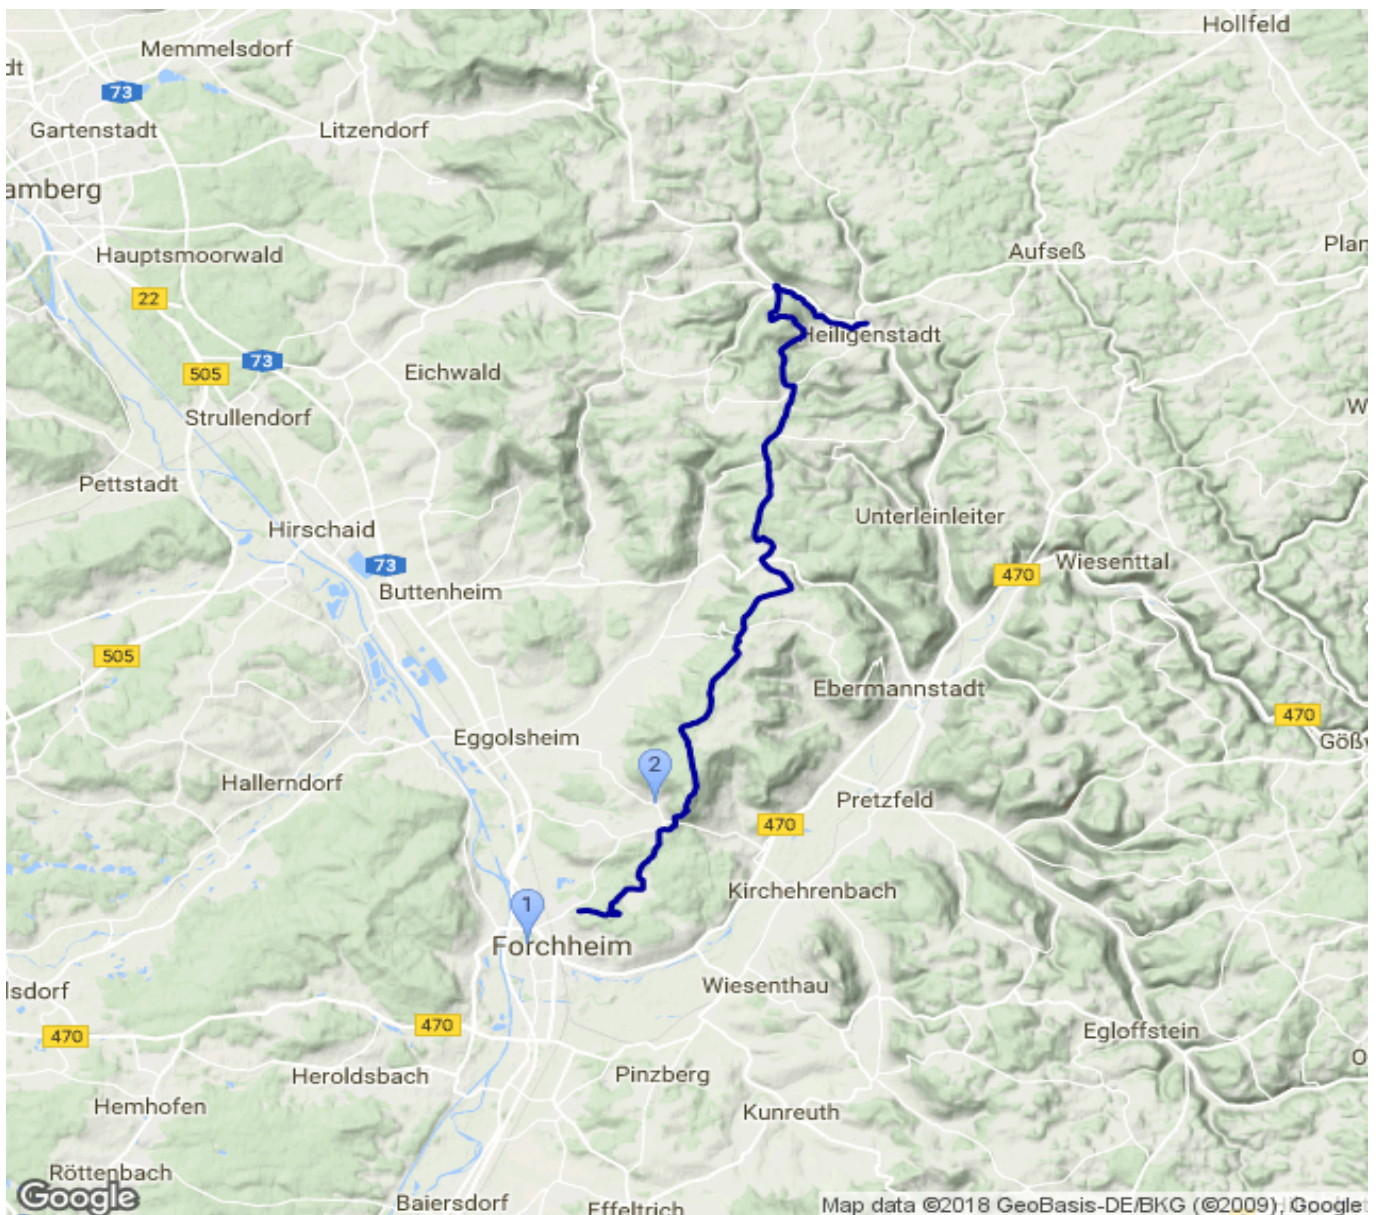 Hollfeld
Memmelsdorf
dt
73
Gartenstadt
Litzendorf
amberg
Aufseß
Plan
Hauptsmoorwald
22
Heiligenstadt
73
505
Eichwald
Strullendorf
W
Pettstadt
Unterleinleiter
Hirschaid
Wiesenttal
73
470
Buttenheim
505
Ebermannstadt
470
Eggolsheim
Gößw
2
Hallerndorf
Pretzfeld
470
Kirchehrenbach
1
Forchheim
lsdorf
Wiesenthau
470
470
Egloffstein
O
Heroldsbach
Pinzberg
Hemhofen
Kunreuth
Röttenbach
Google
Baiersdorf
Effeltrich
Map data ©2018 GeoBasis-DE/BKG (©2009), Google